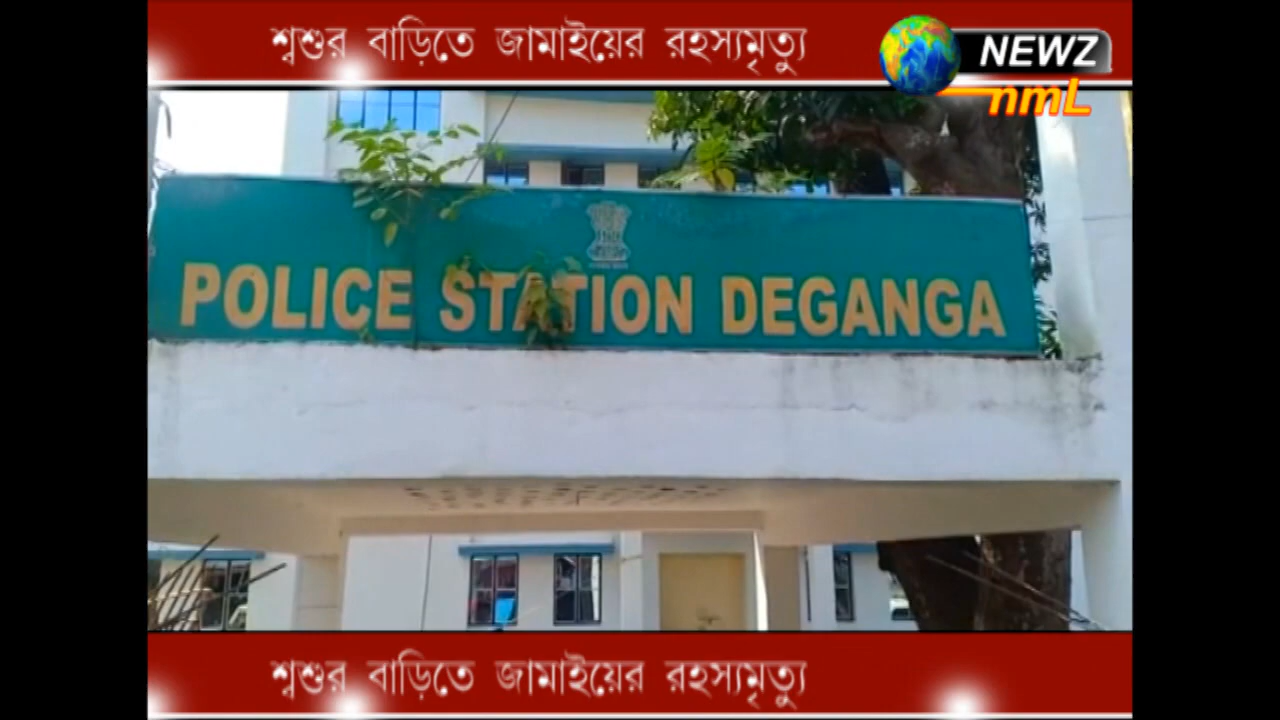 শ্বশুর বাড়িতে জামাইয়ের রহস্যমৃত্যু
NEWZ
nmL
POLICE STATION DEGANGA
শ্বশুর বাড়িতে জামাইয়ের রহস্যমৃত্যু